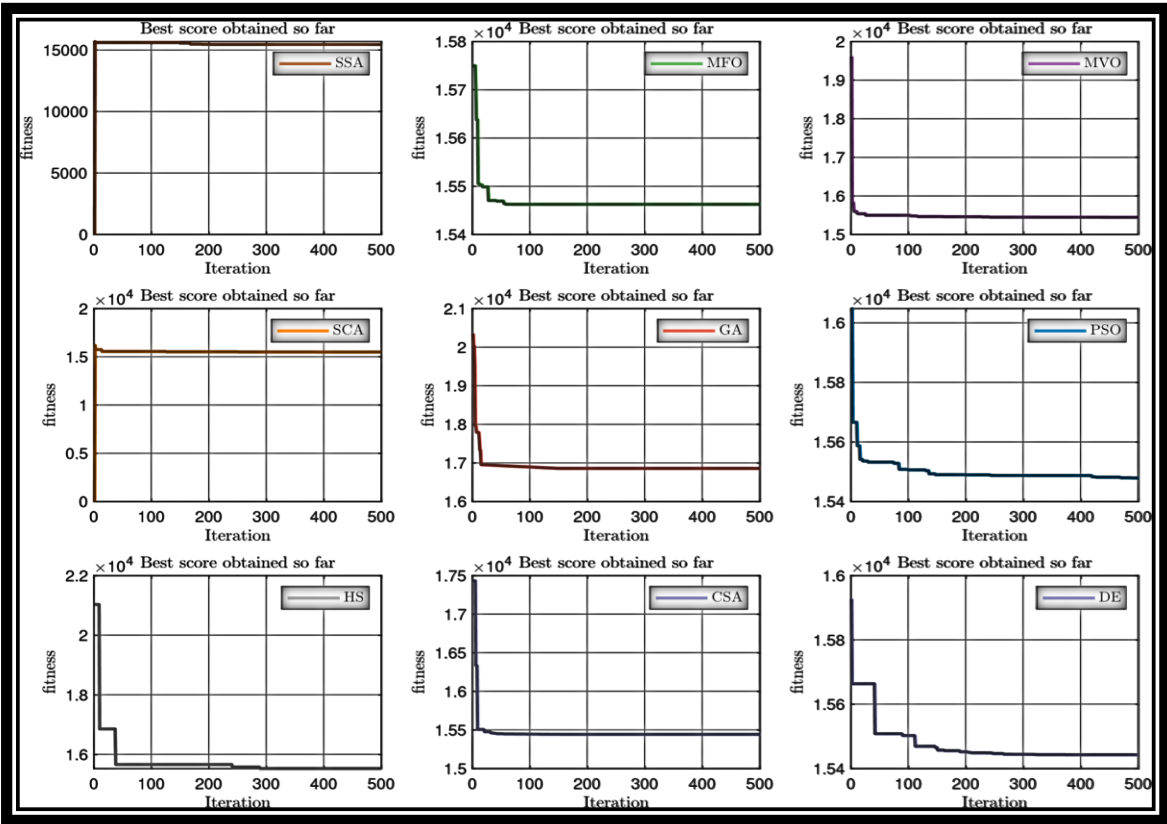 Best score obtained so far
15000
10000
5000
0
fitness
SSA
0 100 200 300 400 500
Iteration
×10⁴ Best score obtained so far
1.58
1.57
1.56
1.55
1.54
fitness
MFO
0 100 200 300 400 500
Iteration
×10⁴ Best score obtained so far
2
1.9
1.8
1.7
1.6
1.5
fitness
MVO
0 100 200 300 400 500
Iteration
×10⁴ Best score obtained so far
2
1.5
1
0.5
0
fitness
SCA
0 100 200 300 400 500
Iteration
×10⁴ Best score obtained so far
2.1
2
1.9
1.8
1.7
1.6
fitness
GA
0 100 200 300 400 500
Iteration
×10⁴ Best score obtained so far
1.6
1.58
1.56
1.54
fitness
PSO
0 100 200 300 400 500
Iteration
×10⁴ Best score obtained so far
2.2
2
1.8
1.6
fitness
HS
0 100 200 300 400 500
Iteration
×10⁴ Best score obtained so far
1.75
1.7
1.65
1.6
1.55
1.5
fitness
CSA
0 100 200 300 400 500
Iteration
×10⁴ Best score obtained so far
1.6
1.58
1.56
1.54
fitness
DE
0 100 200 300 400 500
Iteration